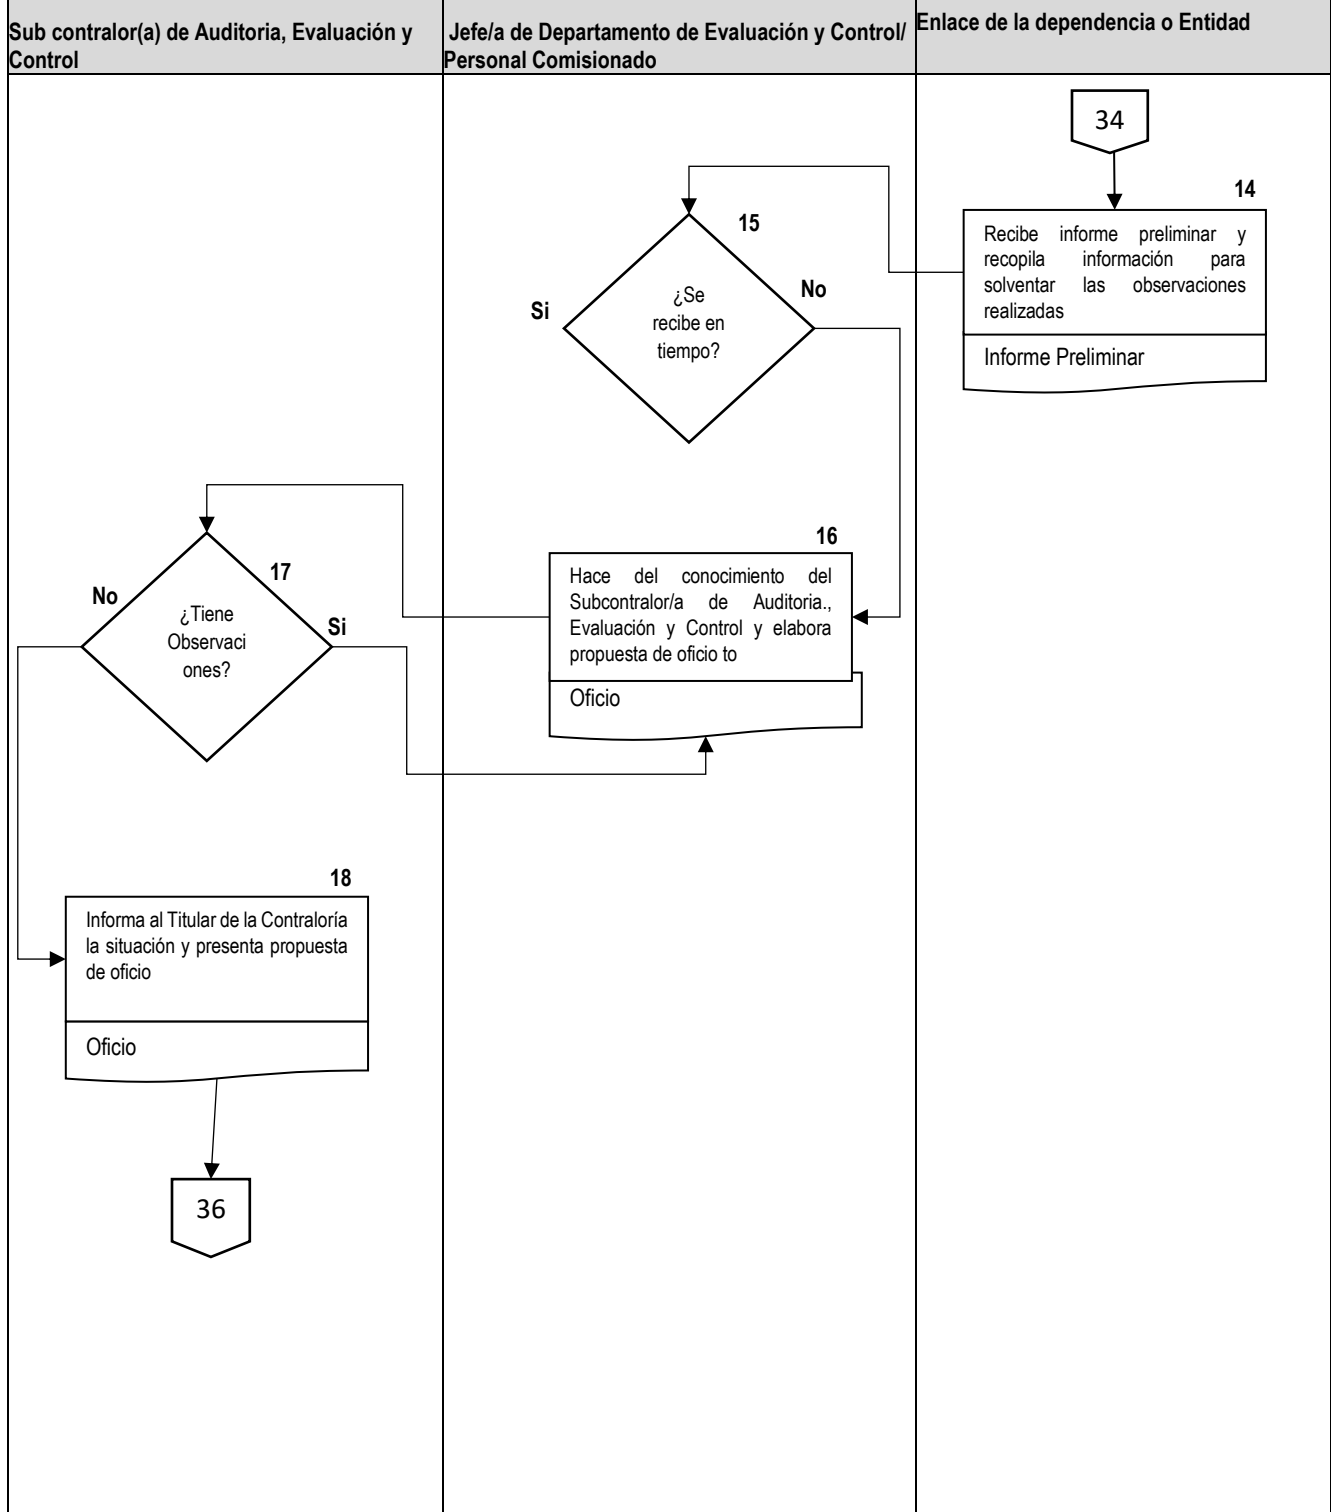 Sub contralor(a) de Auditoria, Evaluación y
Control
Jefe/a de Departamento de Evaluación y Control/
Personal Comisionado
Enlace de la dependencia o Entidad
34
14
Recibe informe preliminar y
recopila información para
solventar las observaciones
realizadas
Informe Preliminar
15
¿Se
recibe en
tiempo?
Si
No
16
Hace del conocimiento del
Subcontralor/a de Auditoria.,
Evaluación y Control y elabora
propuesta de oficio to
Oficio
17
No
¿Tiene
Observaci
ones?
Si
18
Informa al Titular de la Contraloría
la situación y presenta propuesta
de oficio
Oficio
36